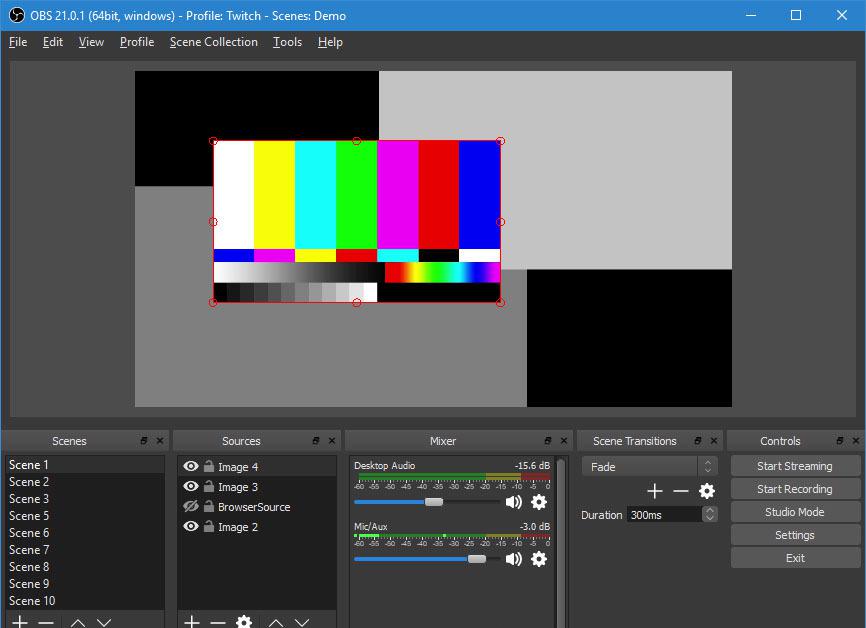 OBS 21.0.1 (64bit, windows) - Profile: Twitch - Scenes: Demo
File Edit View Profile Scene Collection Tools Help
Scenes
Scene 1
Scene 2
Scene 3
Scene 5
Scene 6
Scene 7
Scene 8
Scene 9
Scene 10
Sources
Image 4
Image 3
BrowserSource
Image 2
Mixer
Desktop Audio -15.6 dB
-60 -55 -50 -45 -40 -35 -30 -25 -20 -15 -10 -5 0
Mic/Aux -3.0 dB
-60 -55 -50 -45 -40 -35 -30 -25 -20 -15 -10 -5 0
Scene Transitions
Fade
Duration 300ms
Controls
Start Streaming
Start Recording
Studio Mode
Settings
Exit